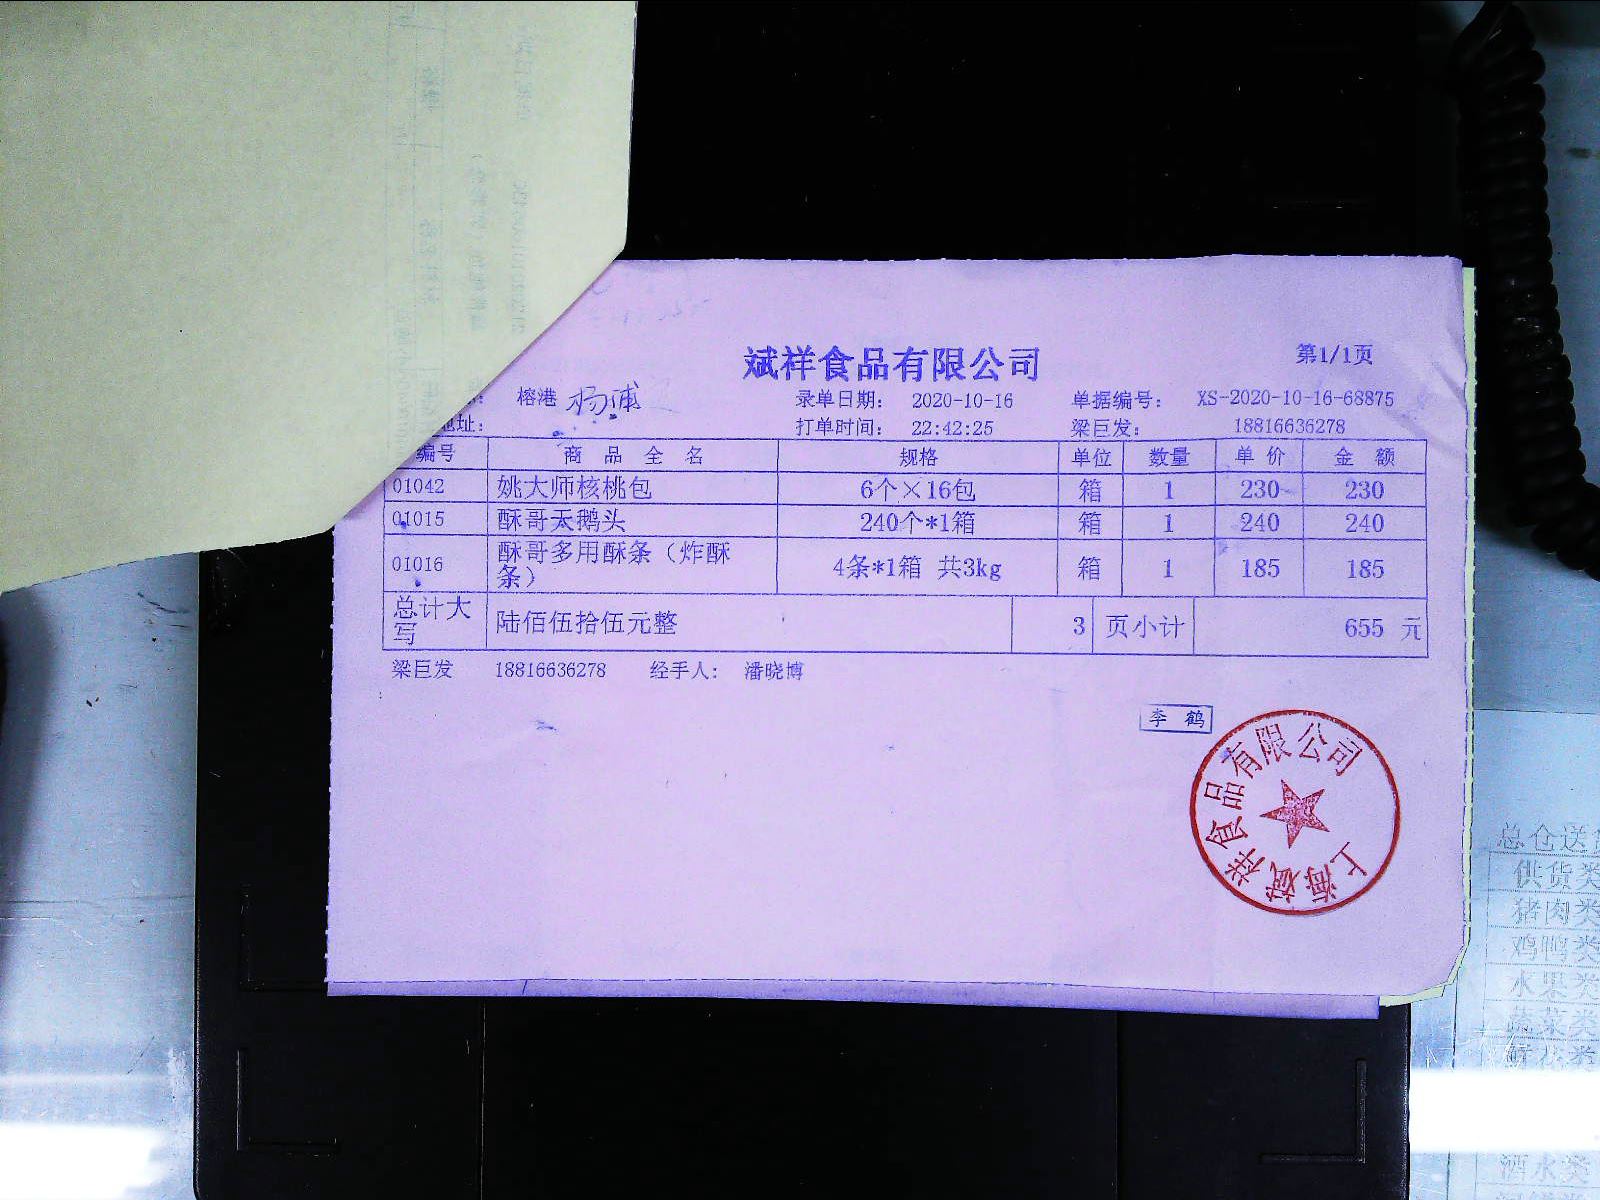 斌祥食品有限公司
第1/1页
榕港 杨浦 录单日期： 2020-10-16 单据编号： XS-2020-10-16-68875
地址： 打单时间： 22:42:25 梁巨发： 18816636278
编号 商品全名 规格 单位 数量 单价 金额
01042 姚大师核桃包 6个×16包 箱 1 230 230
01015 酥哥天鹅头 240个*1箱 箱 1 240 240
01016 酥哥多用酥条（炸酥条） 4条*1箱 共3kg 箱 1 185 185
总计大写 陆佰伍拾伍元整 3 页小计 655 元
梁巨发 18816636278 经手人： 潘晓博
李鹤
上海斌祥食品有限公司
总仓送
供货类
猪肉类
鸡鸭类
水果类
蔬菜类
酒水类